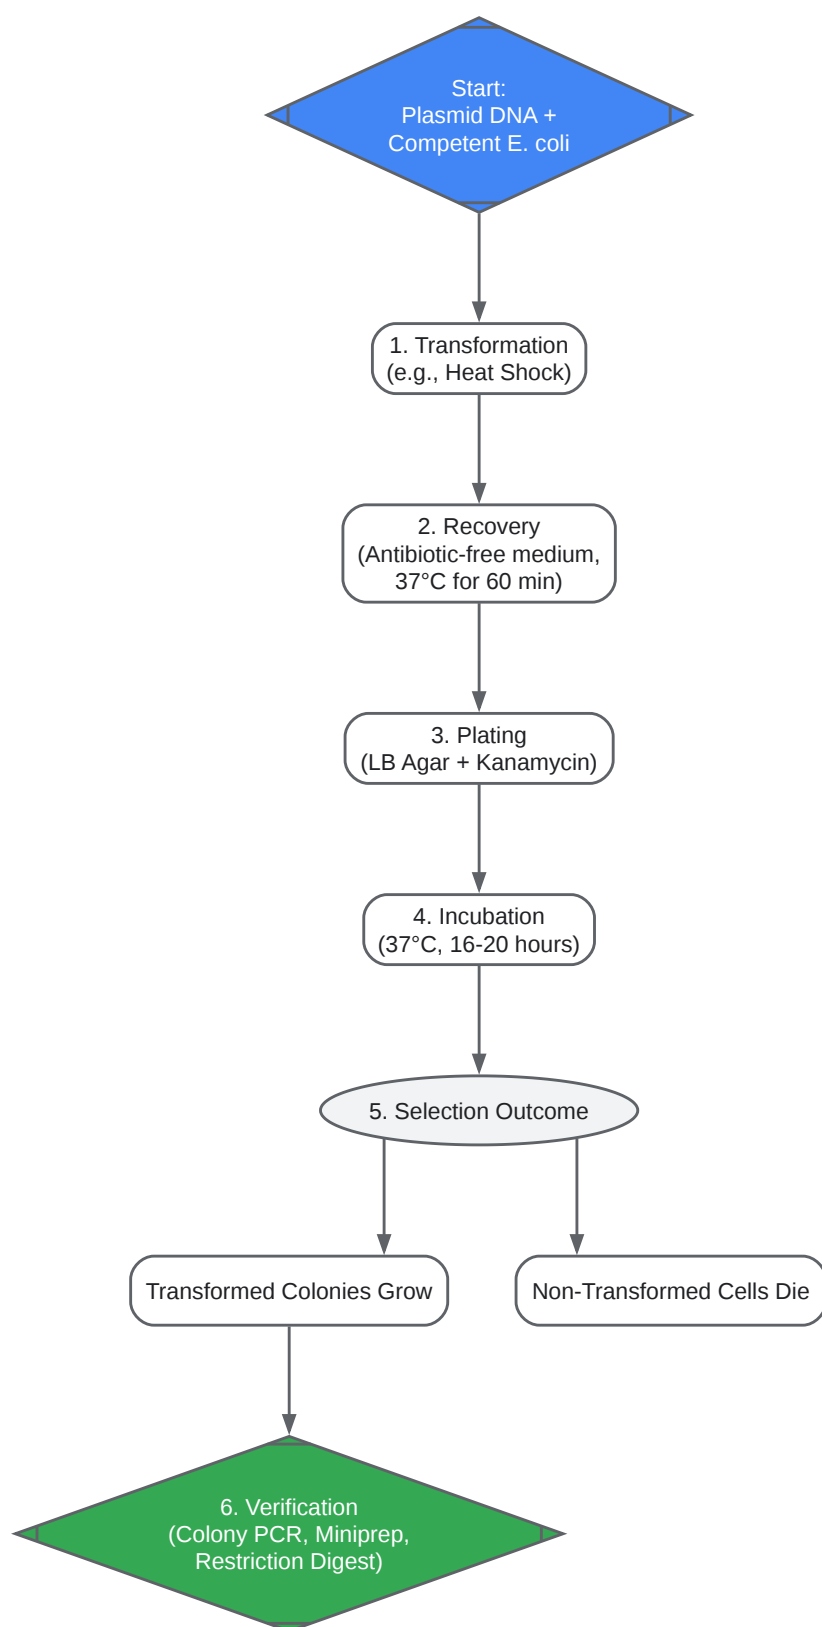 Start:
Plasmid DNA +
Competent E. coli
1. Transformation
(e.g., Heat Shock)
2. Recovery
(Antibiotic-free medium,
37°C for 60 min)
3. Plating
(LB Agar + Kanamycin)
4. Incubation
(37°C, 16-20 hours)
5. Selection Outcome
Transformed Colonies Grow
Non-Transformed Cells Die
6. Verification
(Colony PCR, Miniprep,
Restriction Digest)